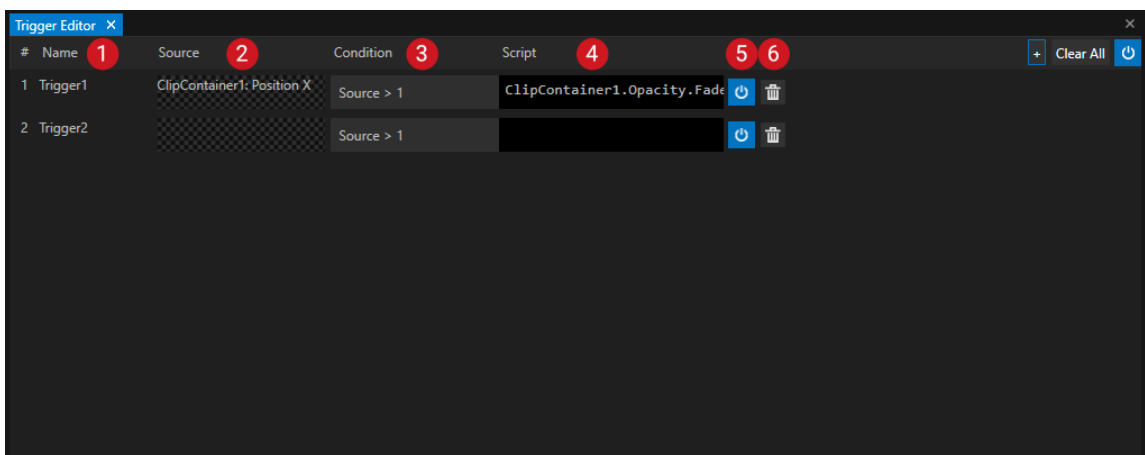 Trigger Editor
# Name 1 Source 2 Condition 3 Script 4 5 6 + Clear All
1 Trigger1 ClipContainer1: Position X Source > 1 ClipContainer1.Opacity.Fade
2 Trigger2 Source > 1